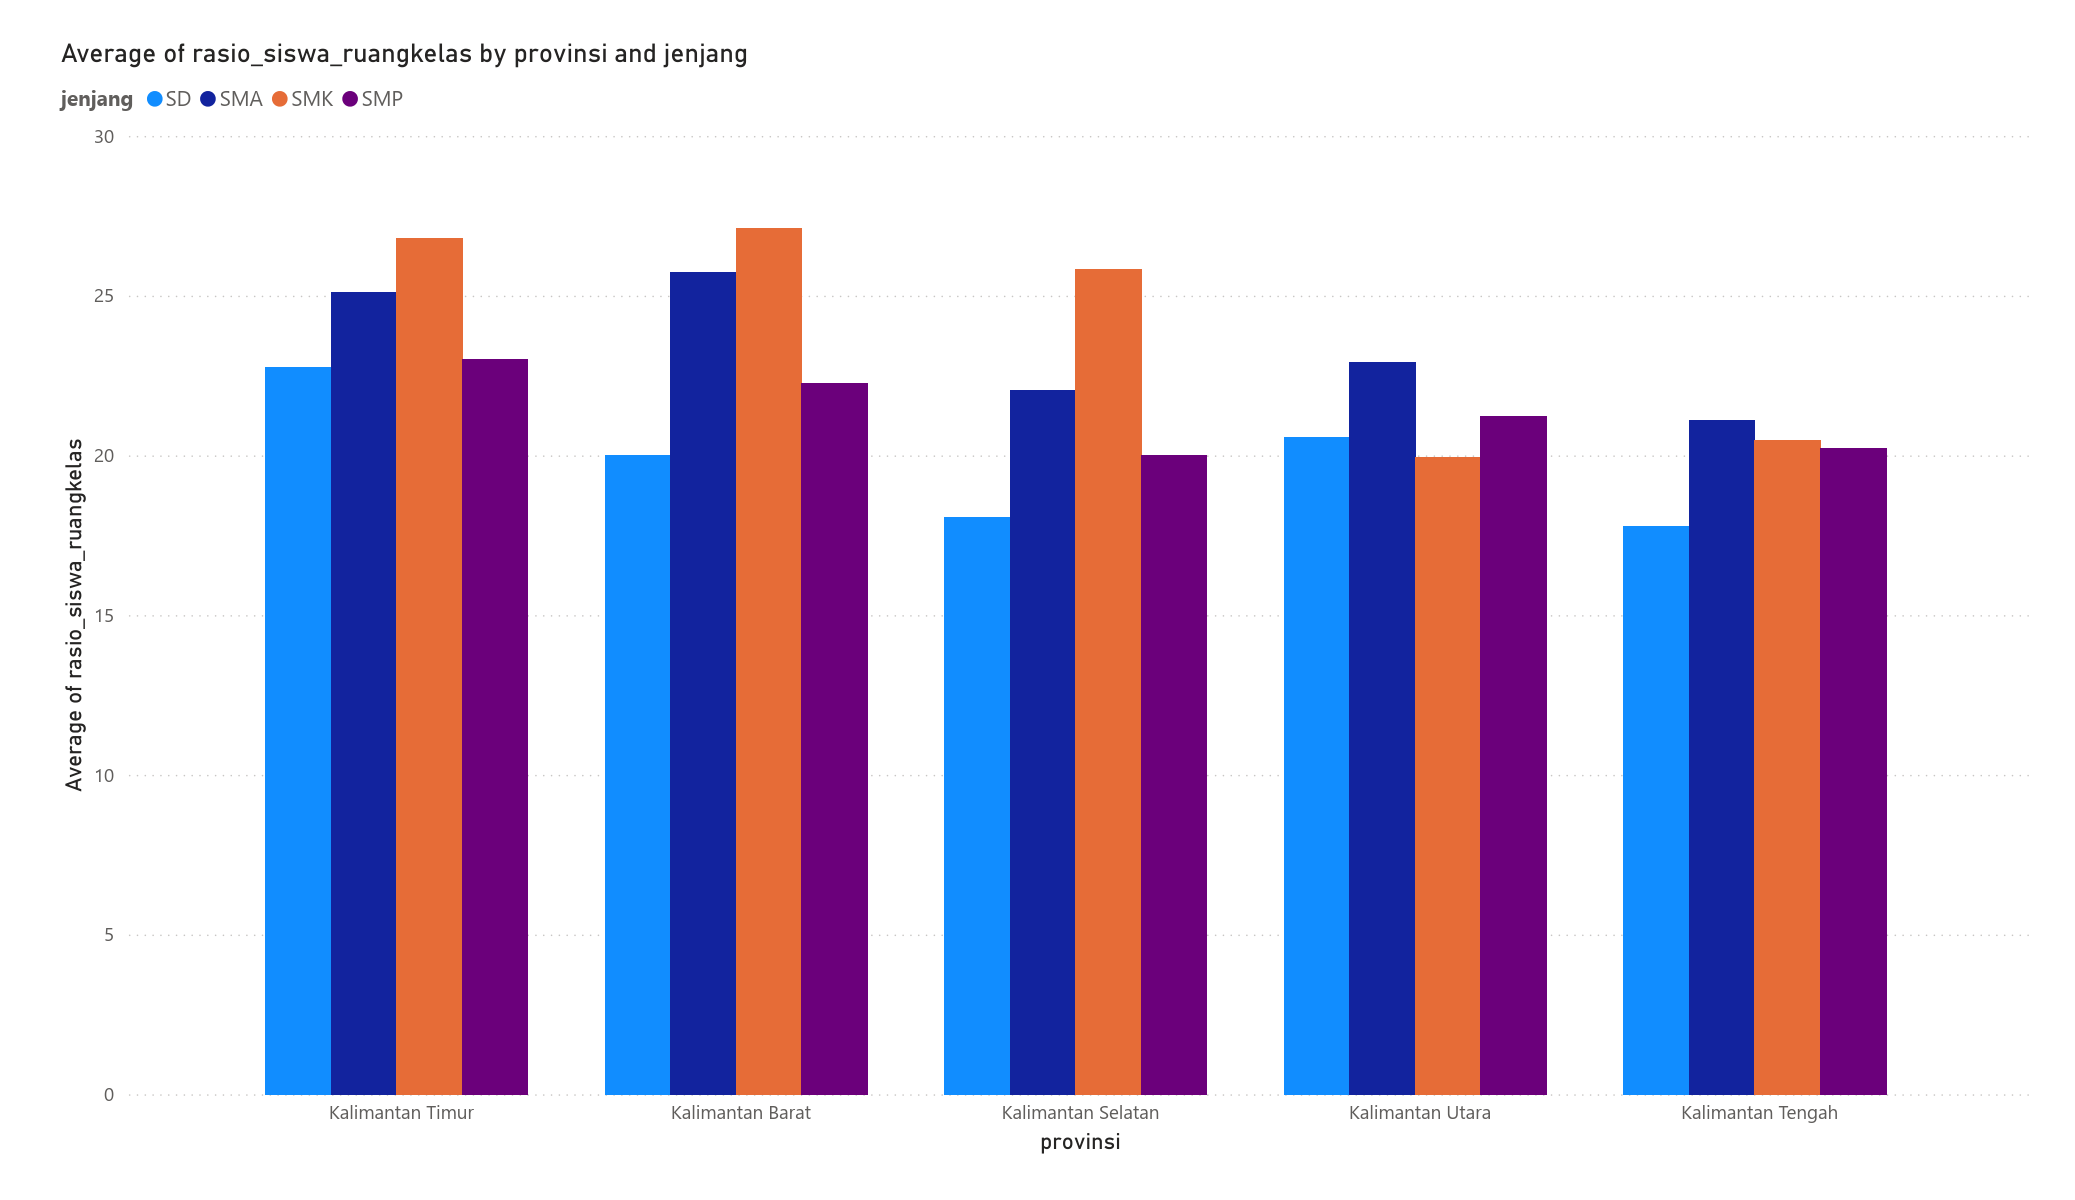 Average of rasio_siswa_ruangkelas by provinsi and jenjang
jenjang SD SMA SMK SMP
30
25
20
15
10
5
0
Average of rasio_siswa_ruangkelas
Kalimantan Timur Kalimantan Barat Kalimantan Selatan Kalimantan Utara Kalimantan Tengah
provinsi